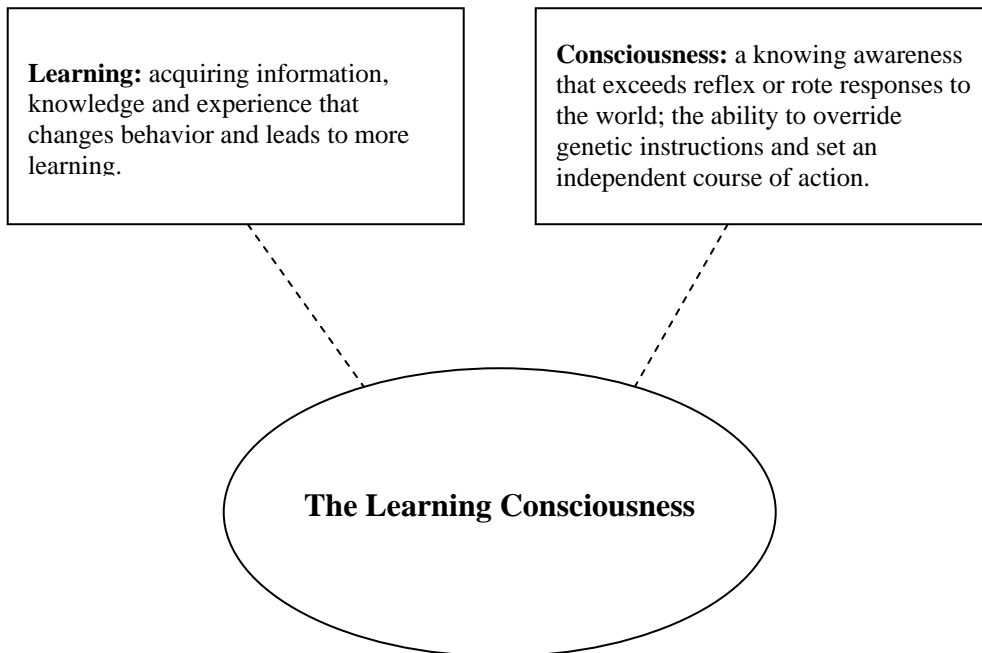 Learning: acquiring information,
knowledge and experience that
changes behavior and leads to more
learning.
Consciousness: a knowing awareness
that exceeds reflex or rote responses to
the world; the ability to override
genetic instructions and set an
independent course of action.
The Learning Consciousness